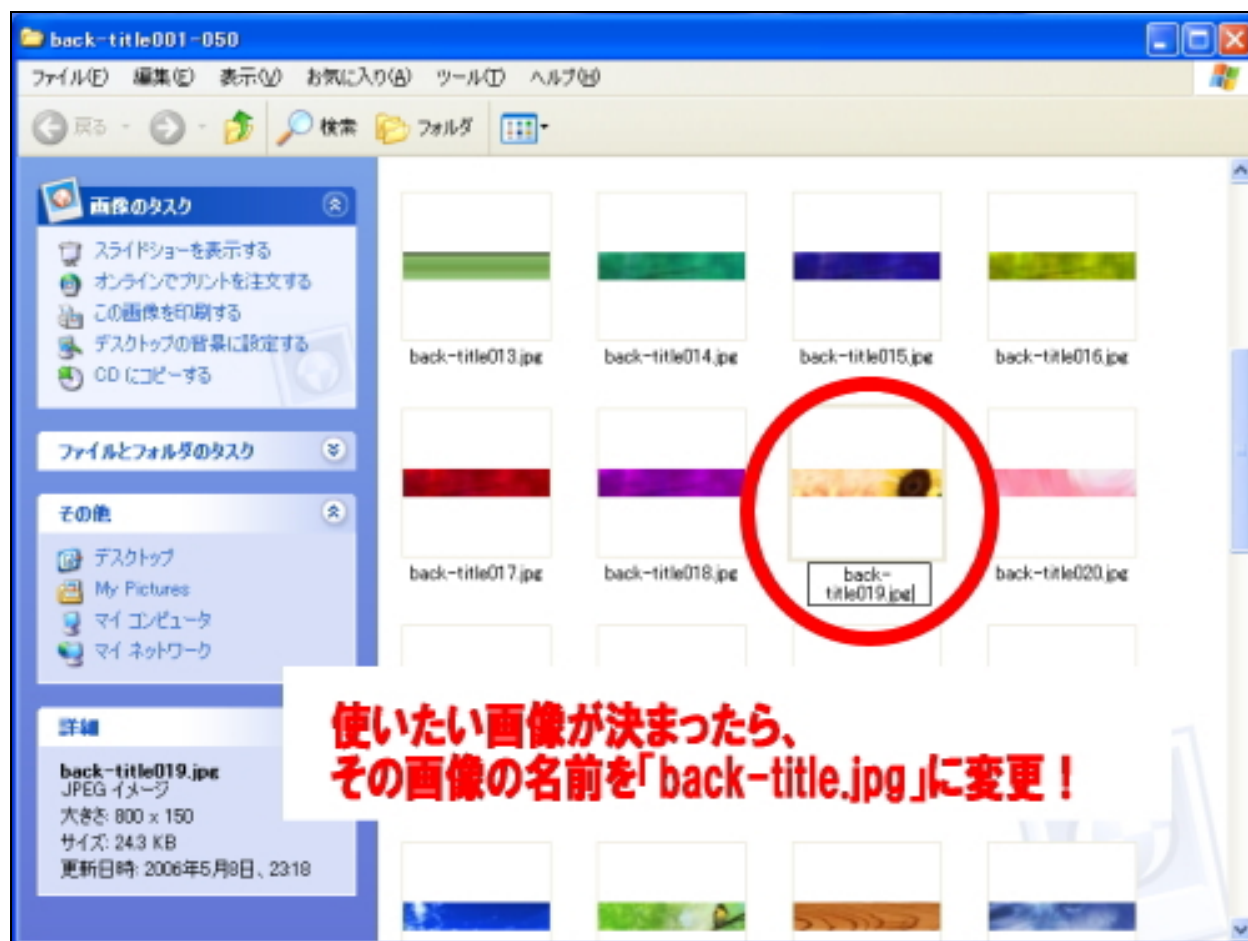 back-title001-050
ファイル(F) 編集(E) 表示(V) お気に入り(A) ツール(T) ヘルプ(H)
戻る 検索 フォルダ
画像のタスク
スライドショーを表示する
オンラインでプリントを注文する
この画像を印刷する
デスクトップの背景に設定する
CD にコピーする
ファイルとフォルダのタスク
その他
デスクトップ
My Pictures
マイ コンピュータ
マイ ネットワーク
詳細
back-title019.jpg
JPEG イメージ
大きさ: 800 x 150
サイズ: 24.3 KB
更新日時: 2006年5月8日、23:18
back-title013.jpg back-title014.jpg back-title015.jpg back-title016.jpg
back-title017.jpg back-title018.jpg back-
title019.jpg back-title020.jpg
使いたい画像が決まったら、
その画像の名前を「back-title.jpg」に変更！